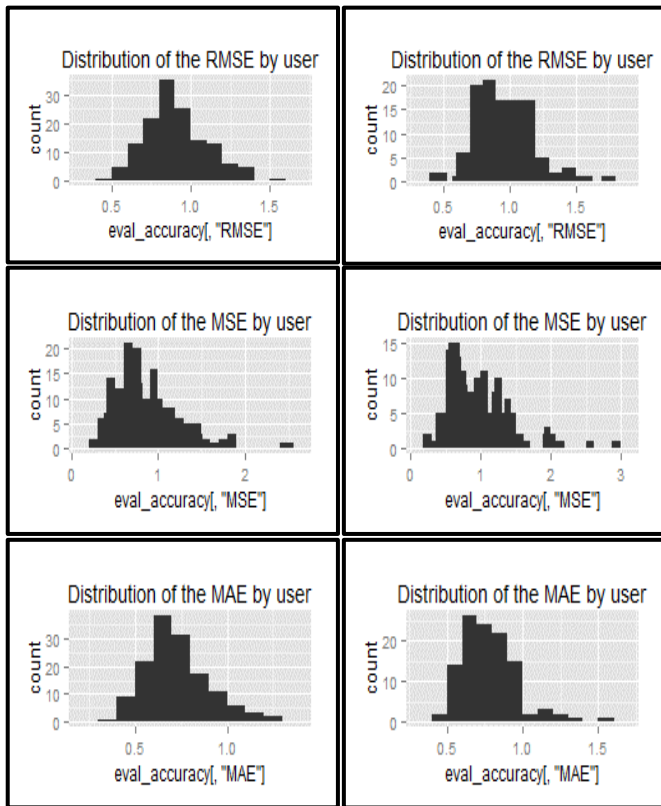 Distribution of the RMSE by user
30
20
10
0
count
0.5
1.0
1.5
eval_accuracy[, "RMSE"]
Distribution of the RMSE by user
20
15
10
5
0
count
0.5
1.0
1.5
eval_accuracy[, "RMSE"]
Distribution of the MSE by user
20
15
10
5
0
count
0
1
2
eval_accuracy[, "MSE"]
Distribution of the MSE by user
15
10
5
0
count
0
1
2
3
eval_accuracy[, "MSE"]
Distribution of the MAE by user
30
20
10
0
count
0.5
1.0
eval_accuracy[, "MAE"]
Distribution of the MAE by user
20
10
0
count
0.5
1.0
1.5
eval_accuracy[, "MAE"]